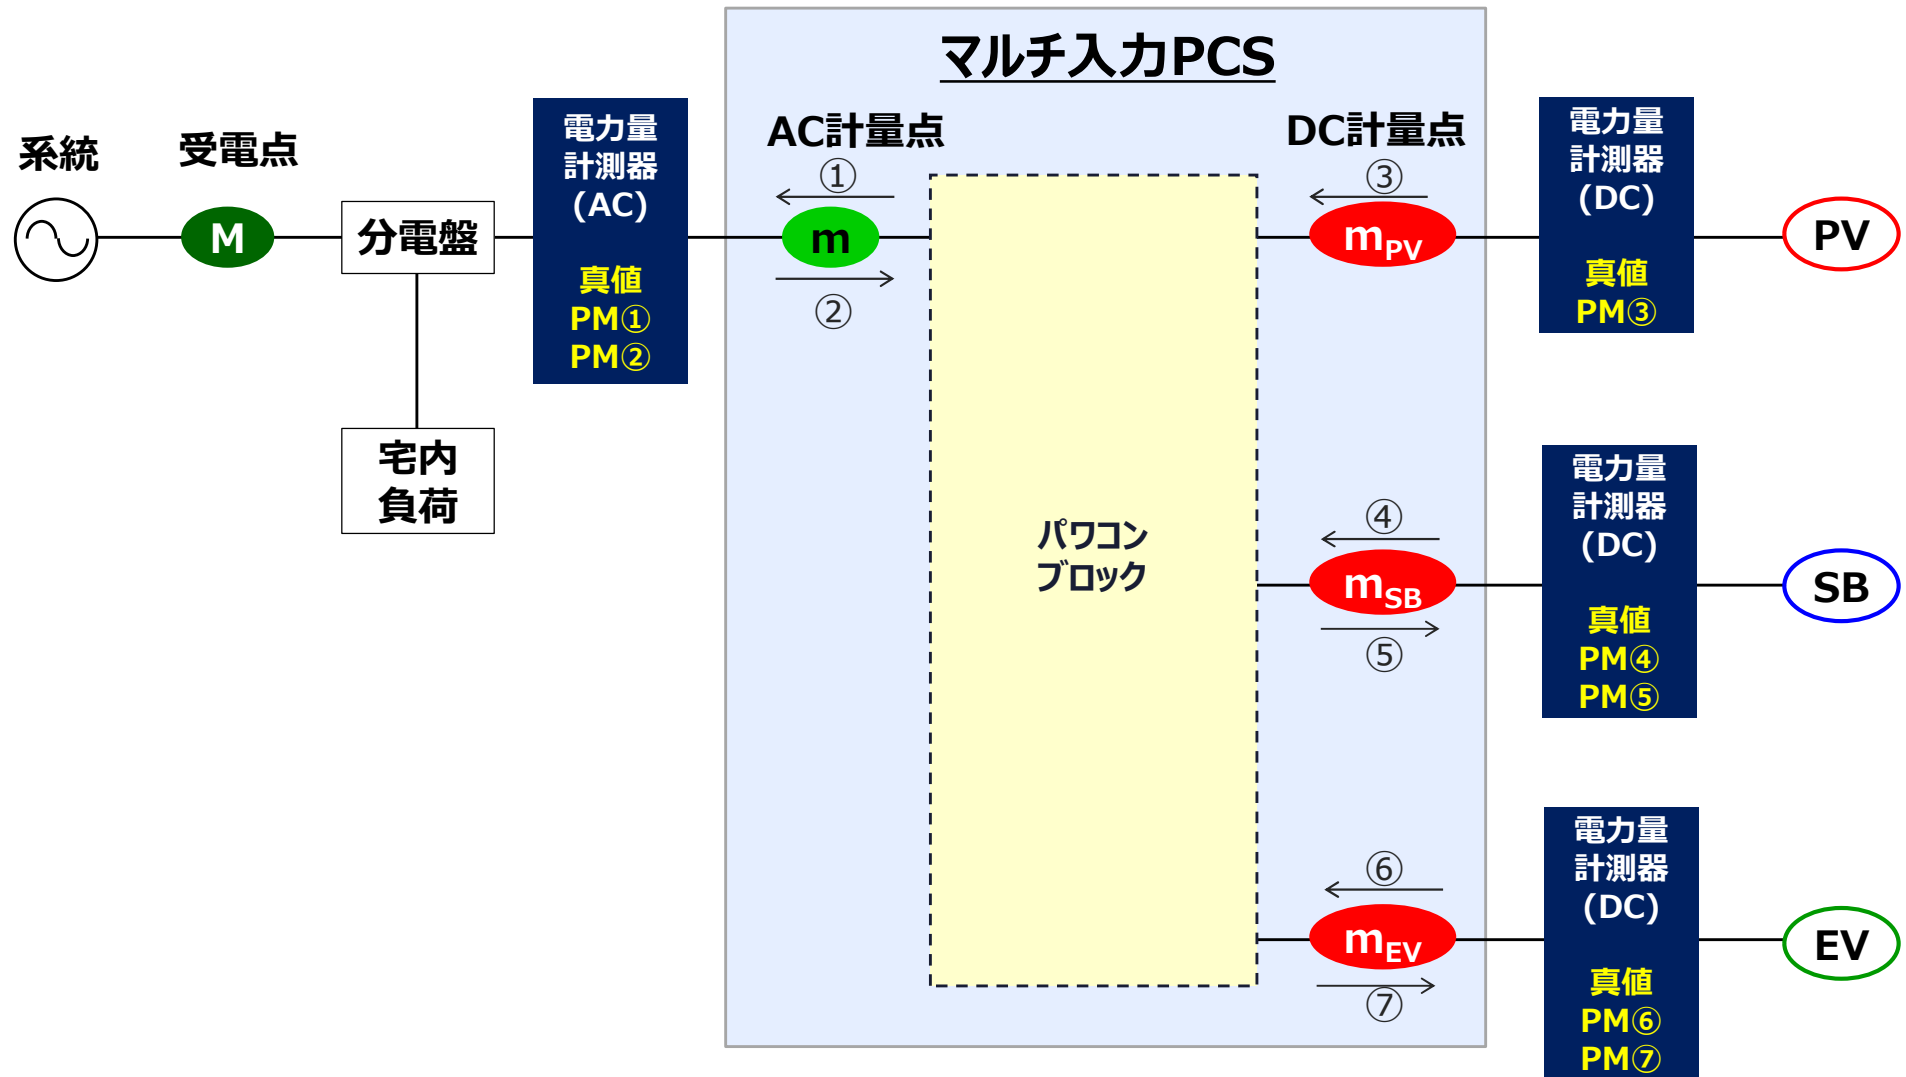 マルチ入力PCS
系統
受電点
M
分電盤
宅内
負荷
電力量
計測器
(AC)
真値
PM①
PM②
AC計量点
①
m
②
パワコン
ブロック
DC計量点
③
mPV
④
mSB
⑤
⑥
mEV
⑦
電力量
計測器
(DC)
真値
PM③
PV
電力量
計測器
(DC)
真値
PM④
PM⑤
SB
電力量
計測器
(DC)
真値
PM⑥
PM⑦
EV